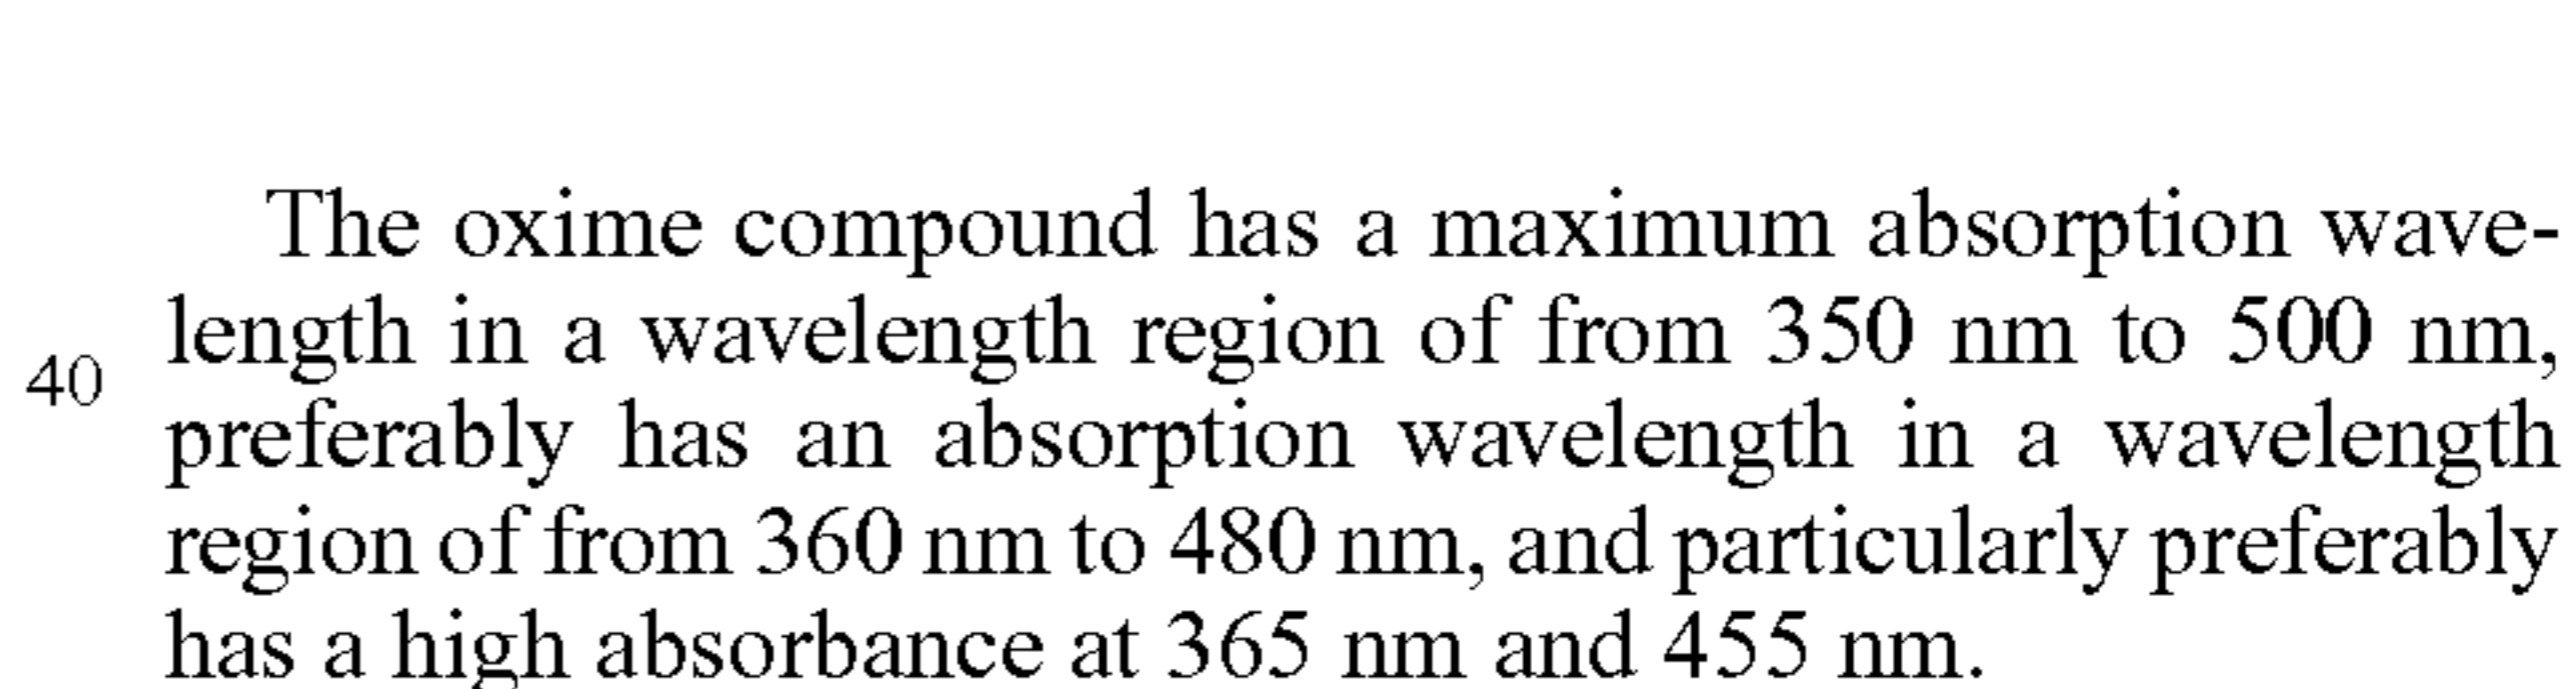 The oxime compound has a maximum absorption wave-
length in a wavelength region of from 350 nm to 500 nm,
40
preferably has an absorption wavelength in a wavelength
region of from 360 nm to 480 nm, and particularly preferably
has a high absorbance at 365 nm and 455 nm.